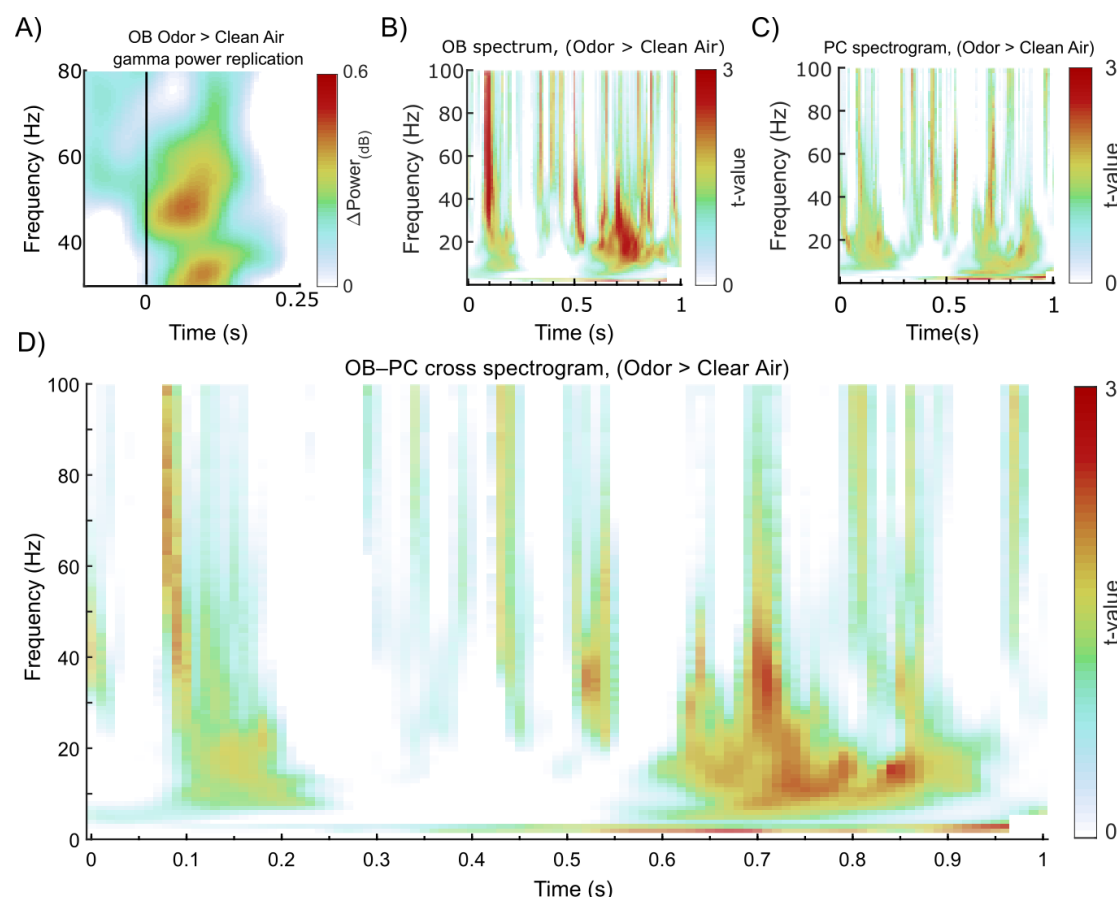 A)
OB Odor > Clean Air
gamma power replication
80
60
40
Frequency (Hz)
0
0.25
Time (s)
0.6
0
ΔPower(dB)
B)
OB spectrum, (Odor > Clean Air)
100
80
60
40
20
Frequency (Hz)
0
0.5
1
Time (s)
3
0
t-value
C)
PC spectrogram, (Odor > Clean Air)
100
80
60
40
20
Frequency (Hz)
0
0.5
1
Time(s)
3
0
t-value
D)
OB–PC cross spectrogram, (Odor > Clear Air)
100
80
60
40
20
0
Frequency (Hz)
0
0.1
0.2
0.3
0.4
0.5
0.6
0.7
0.8
0.9
1
Time (s)
3
0
t-value